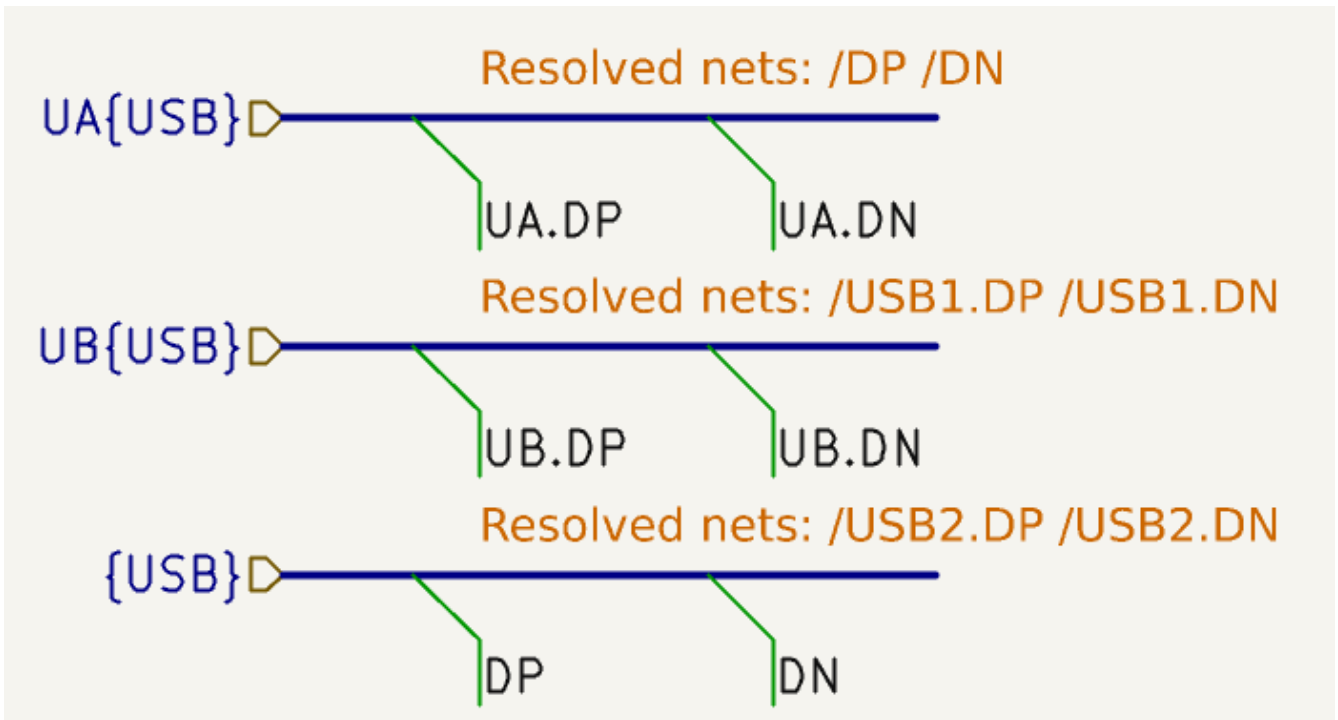 Resolved nets: /DP /DN
UA{USB}
UA.DP UA.DN
Resolved nets: /USB1.DP /USB1.DN
UB{USB}
UB.DP UB.DN
Resolved nets: /USB2.DP /USB2.DN
{USB}
DP DN